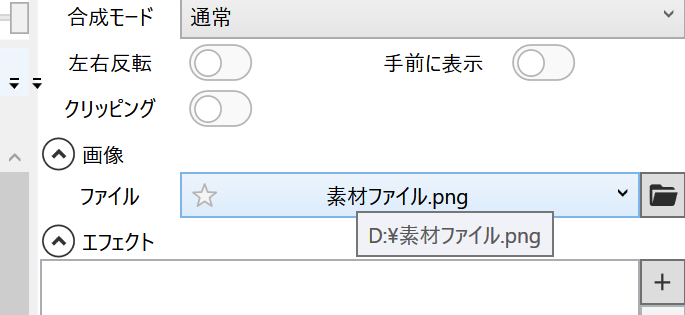 合成モード 通常
左右反転 手前に表示
クリッピング
画像
ファイル 素材ファイル.png
D:¥素材ファイル.png
エフェクト